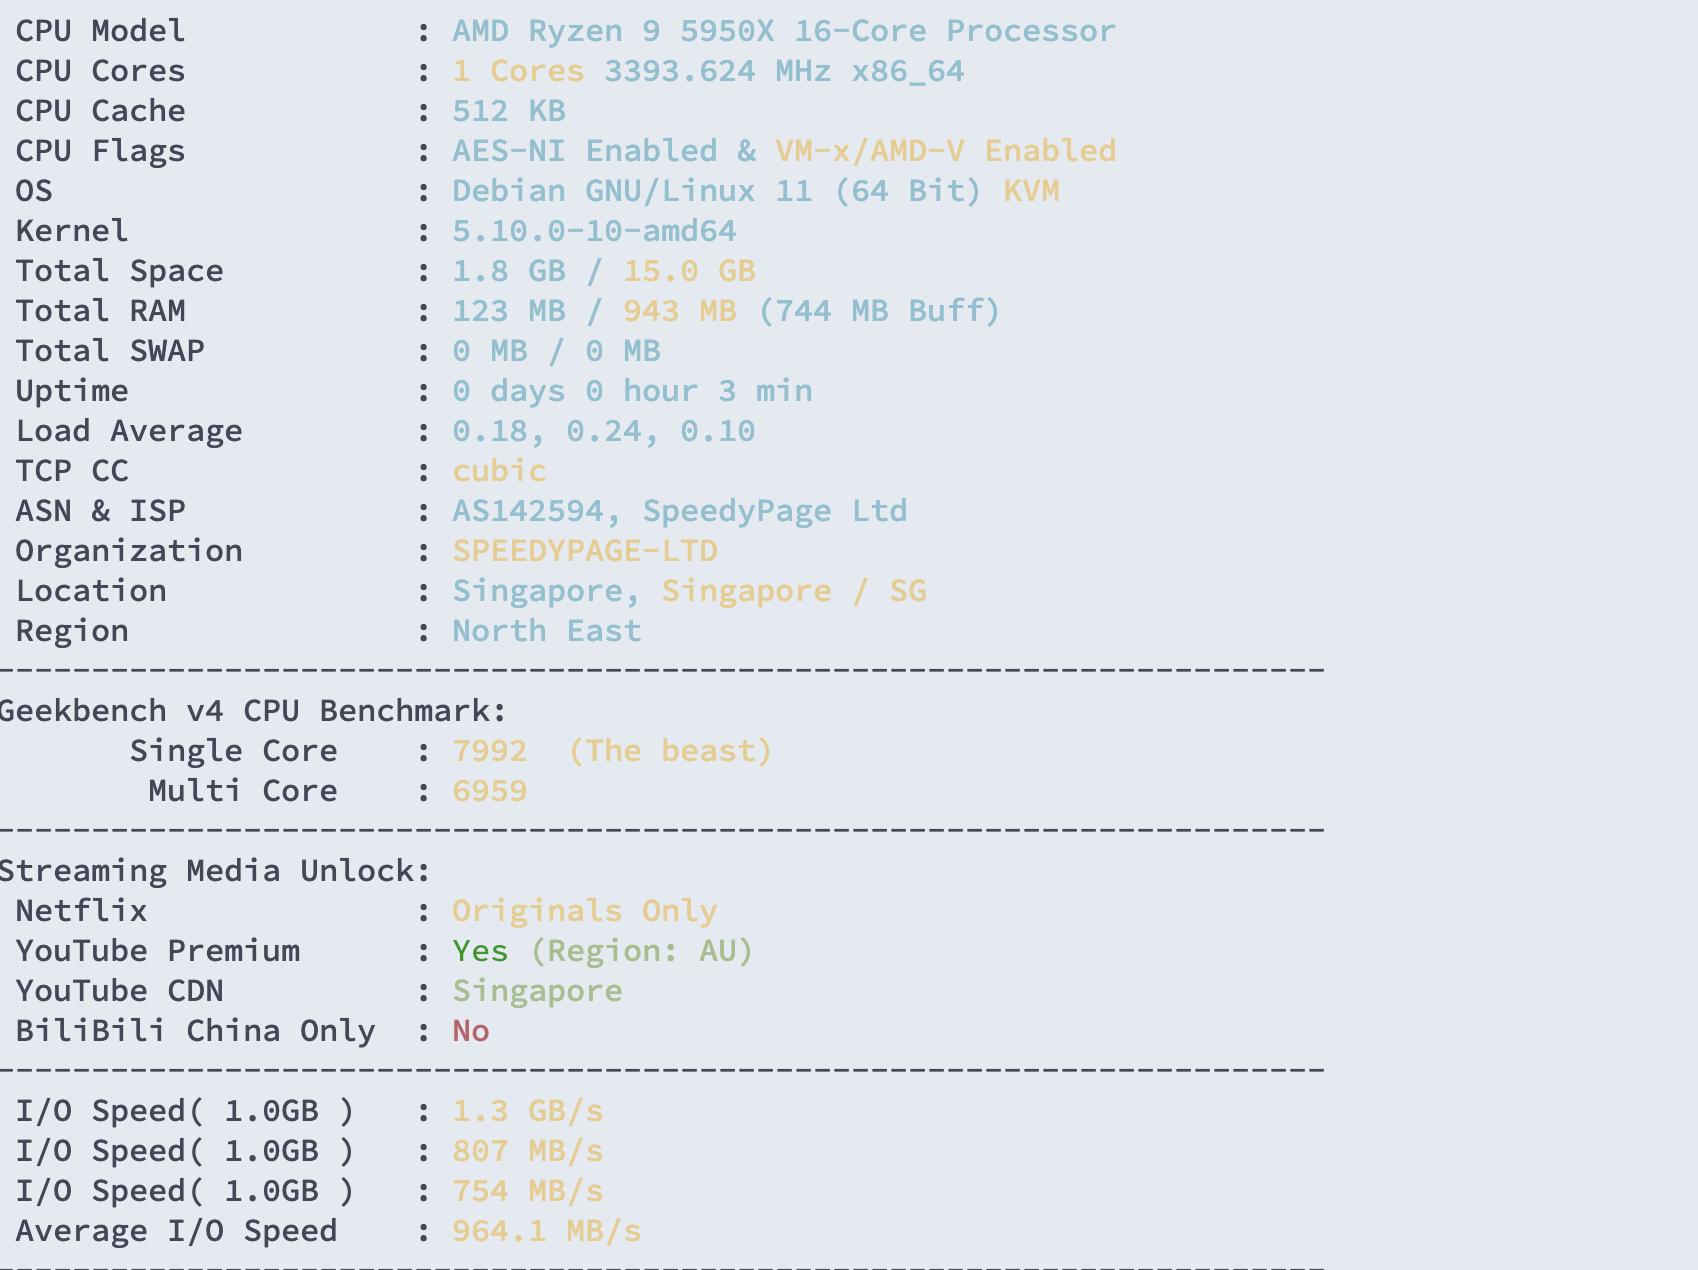 CPU Model : AMD Ryzen 9 5950X 16-Core Processor
CPU Cores : 1 Cores 3393.624 MHz x86_64
CPU Cache : 512 KB
CPU Flags : AES-NI Enabled & VM-x/AMD-V Enabled
OS : Debian GNU/Linux 11 (64 Bit) KVM
Kernel : 5.10.0-10-amd64
Total Space : 1.8 GB / 15.0 GB
Total RAM : 123 MB / 943 MB (744 MB Buff)
Total SWAP : 0 MB / 0 MB
Uptime : 0 days 0 hour 3 min
Load Average : 0.18, 0.24, 0.10
TCP CC : cubic
ASN & ISP : AS142594, SpeedyPage Ltd
Organization : SPEEDYPAGE-LTD
Location : Singapore, Singapore / SG
Region : North East
----------------------------------------------------------------------
Geekbench v4 CPU Benchmark:
Single Core : 7992 (The beast)
Multi Core : 6959
----------------------------------------------------------------------
Streaming Media Unlock:
Netflix : Originals Only
YouTube Premium : Yes (Region: AU)
YouTube CDN : Singapore
BiliBili China Only : No
----------------------------------------------------------------------
I/O Speed( 1.0GB ) : 1.3 GB/s
I/O Speed( 1.0GB ) : 807 MB/s
I/O Speed( 1.0GB ) : 754 MB/s
Average I/O Speed : 964.1 MB/s
----------------------------------------------------------------------